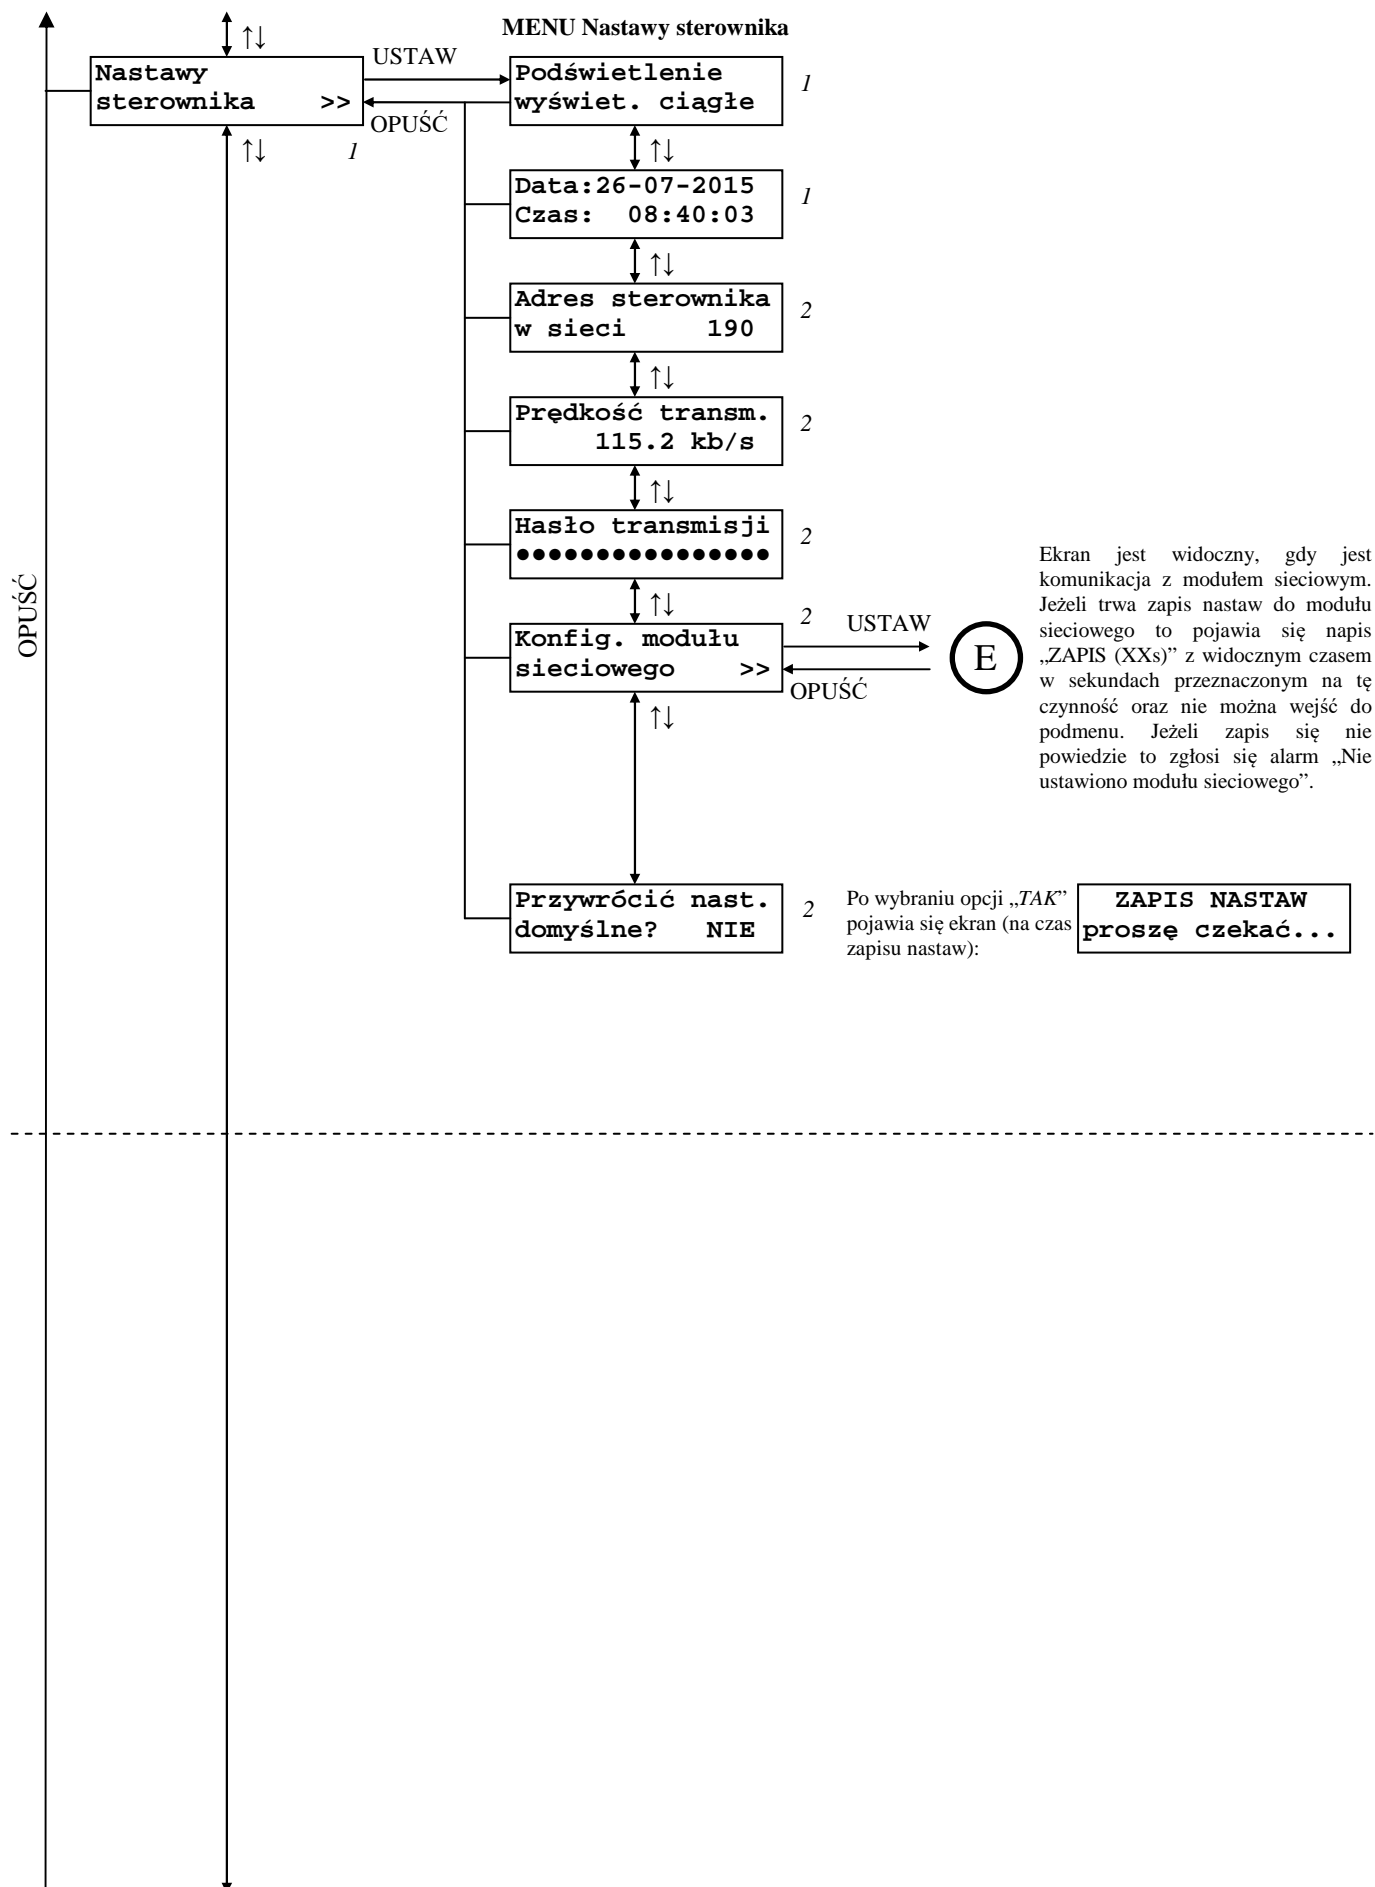 MENU Nastawy sterownika
↑↓
USTAW
Nastawy
sterownika >>
OPUŚĆ
↑↓
1
Podświetlenie
wyświet. ciągłe
1
↑↓
Data:26-07-2015
Czas: 08:40:03
1
↑↓
Adres sterownika
w sieci 190
2
↑↓
Prędkość transm.
115.2 kb/s
2
↑↓
Hasło transmisji
●●●●●●●●●●●●●●●●
2
↑↓
Konfig. modułu
sieciowego >>
2
USTAW
OPUŚĆ
E
Ekran jest widoczny, gdy jest
komunikacja z modułem sieciowym.
Jeżeli trwa zapis nastaw do modułu
sieciowego to pojawia się napis
„ZAPIS (XXs)” z widocznym czasem
w sekundach przeznaczonym na tę
czynność oraz nie można wejść do
podmenu. Jeżeli zapis się nie
powiedzie to zgłosi się alarm „Nie
ustawiono modułu sieciowego”.
↑↓
OPUŚĆ
Przywrócić nast.
domyślne? NIE
2
Po wybraniu opcji „TAK”
pojawia się ekran (na czas
zapisu nastaw):
ZAPIS NASTAW
proszę czekać...